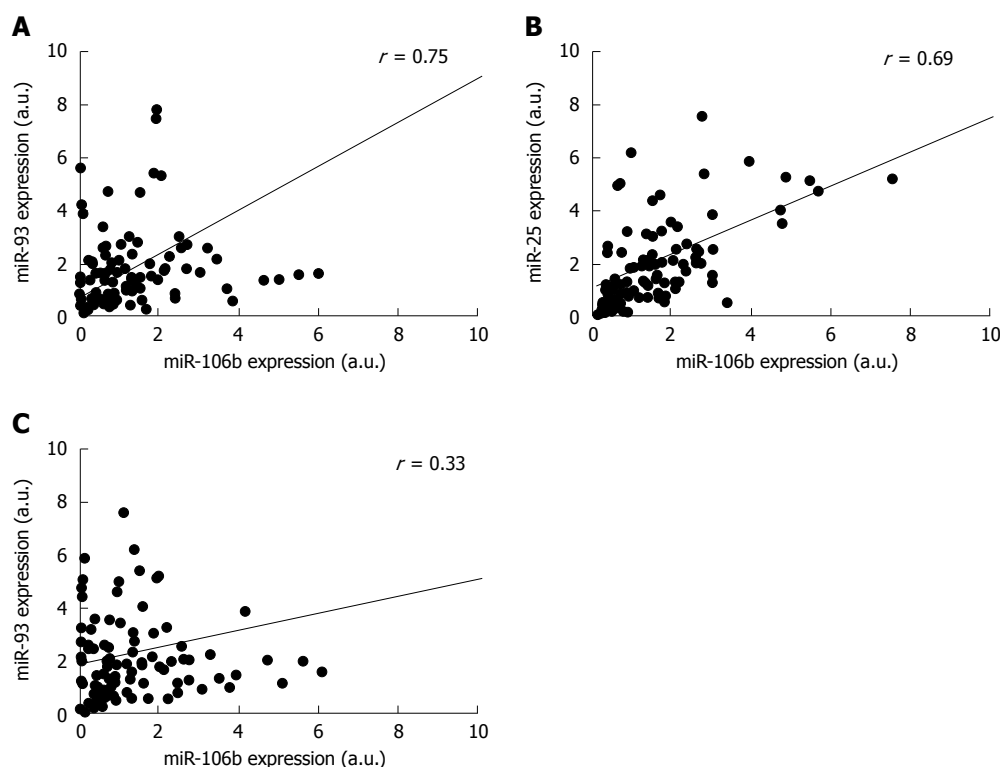 A
r = 0.75
10
8
6
4
2
0
miR-93 expression (a.u.)
0 2 4 6 8 10
miR-106b expression (a.u.)
B
r = 0.69
10
8
6
4
2
0
miR-25 expression (a.u.)
0 2 4 6 8 10
miR-106b expression (a.u.)
C
r = 0.33
10
8
6
4
2
0
miR-93 expression (a.u.)
0 2 4 6 8 10
miR-106b expression (a.u.)